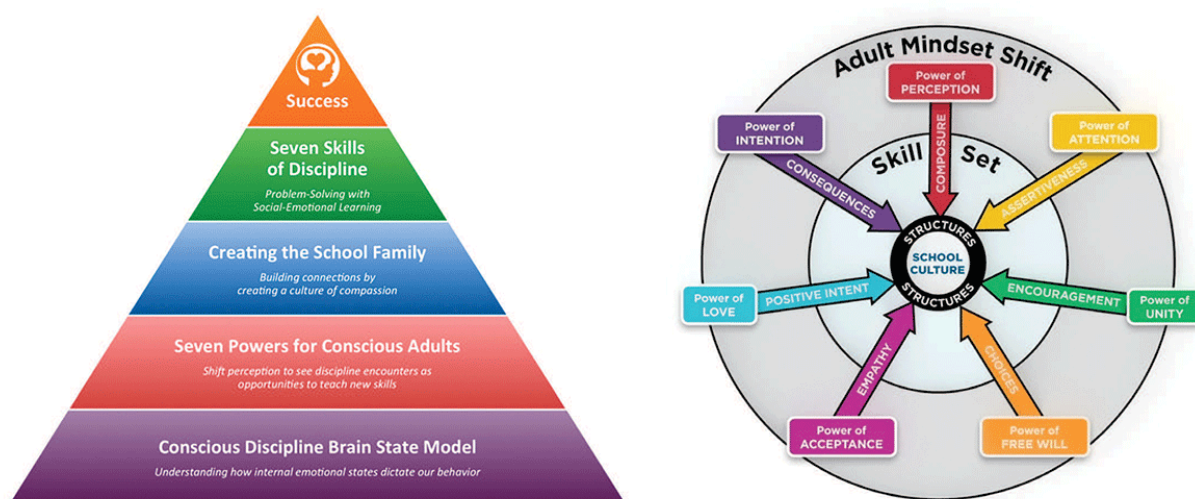 Success
Seven Skills
of Discipline
Problem-Solving with
Social-Emotional Learning
Creating the School Family
Building connections by
creating a culture of compassion
Seven Powers for Conscious Adults
Shift perception to see discipline encounters as
opportunities to teach new skills
Conscious Discipline Brain State Model
Understanding how internal emotional states dictate our behavior
Adult Mindset Shift
Power of
PERCEPTION
Power of
INTENTION
Power of
ATTENTION
Skill Set
CONSEQUENCES
COMPOSURE
ASSERTIVENESS
STRUCTURES
SCHOOL
CULTURE
STRUCTURES
Power of
LOVE
POSITIVE INTENT
ENCOURAGEMENT
Power of
UNITY
EMPATHY
CHOICES
Power of
ACCEPTANCE
Power of
FREE WILL